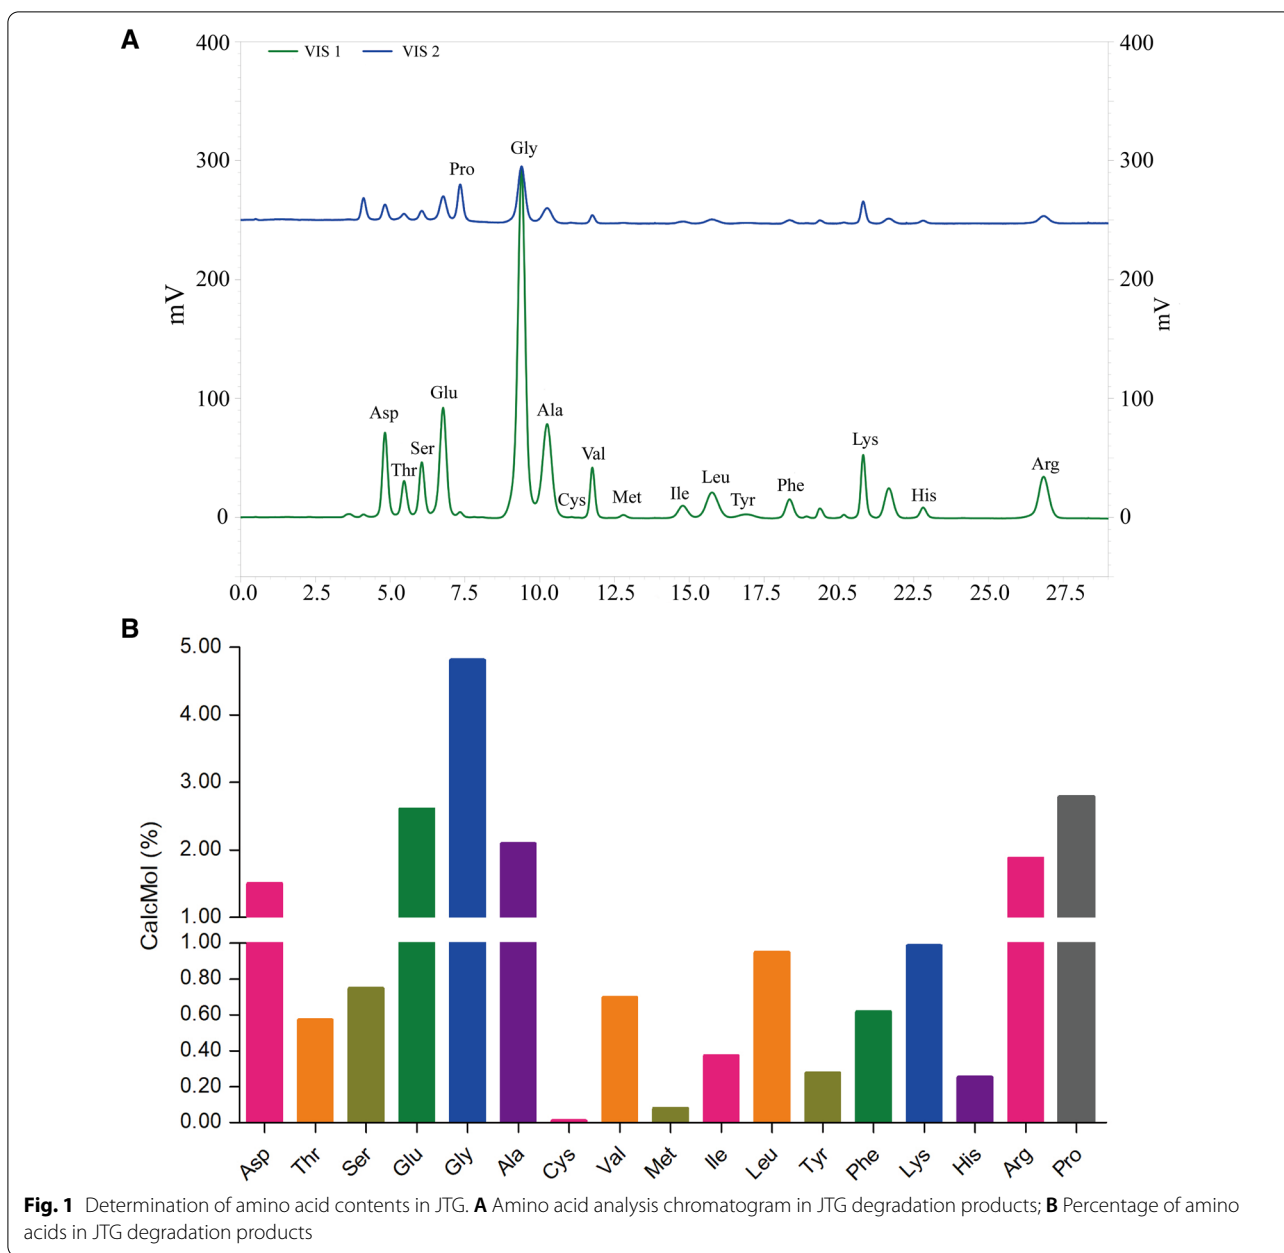 A
VIS 1 VIS 2
400
300
200
100
0
mV
400
300
200
100
0
mV
Pro
Gly
Asp
Thr
Ser
Glu
Ala
Cys
Val
Met
Ile
Leu
Tyr
Phe
Lys
His
Arg
0.0 2.5 5.0 7.5 10.0 12.5 15.0 17.5 20.5 22.5 25.0 27.5
B
CalcMol (%)
5.00
4.00
3.00
2.00
1.00
1.00
0.80
0.60
0.40
0.20
0.00
Asp Thr Ser Glu Gly Ala Cys Val Met Ile Leu Tyr Phe Lys His Arg Pro
Fig. 1 Determination of amino acid contents in JTG. A Amino acid analysis chromatogram in JTG degradation products; B Percentage of amino
acids in JTG degradation products